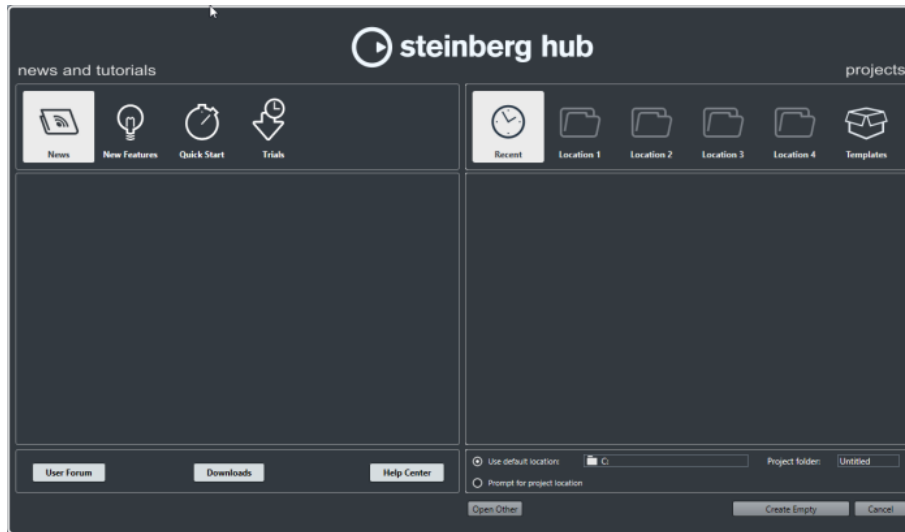 steinberg hub
news and tutorials
projects
News
New Features
Quick Start
Trials
Recent
Location 1
Location 2
Location 3
Location 4
Templates
User Forum
Downloads
Help Center
Use default location:
C:
Project folder:
Untitled
Prompt for project location
Open Other
Create Empty
Cancel